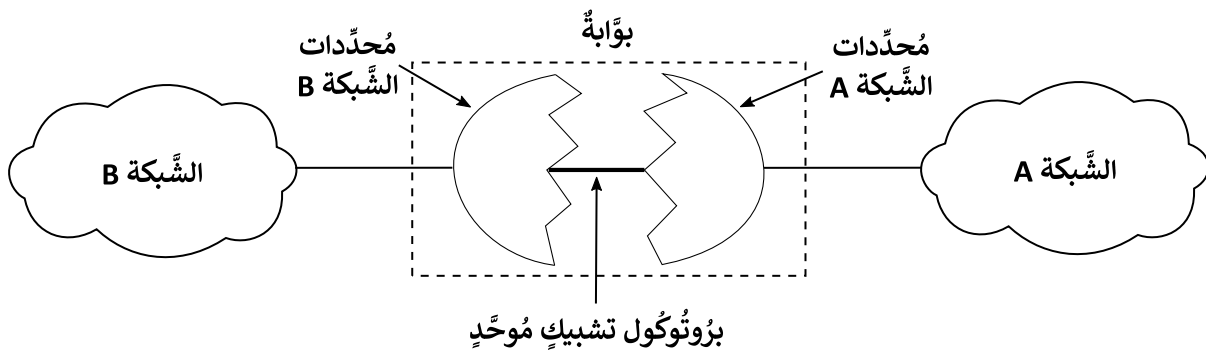 بوَّابةٌ
مُحدِّدات
الشَّبكة A
مُحدِّدات
الشَّبكة B
الشَّبكة A
الشَّبكة B
برُوتُوكُول تشبيكٍ مُوحَّدٍ